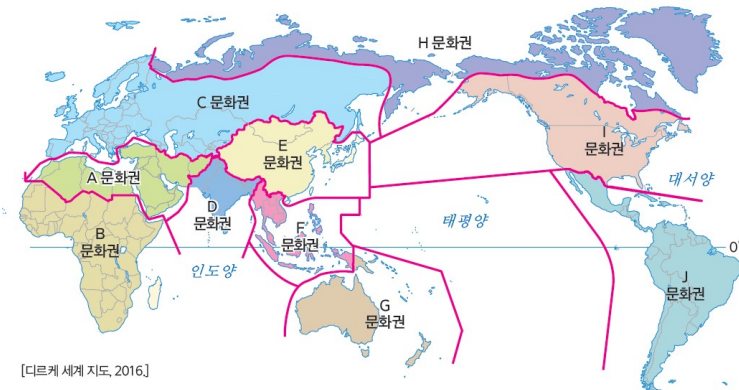 H 문화권
C 문화권
E
문화권
I
문화권
A 문화권
대서양
D
문화권
태평양
B
문화권
F
문화권
0°
인도양
J
문화권
G
문화권
[디르케 세계 지도, 2016.]